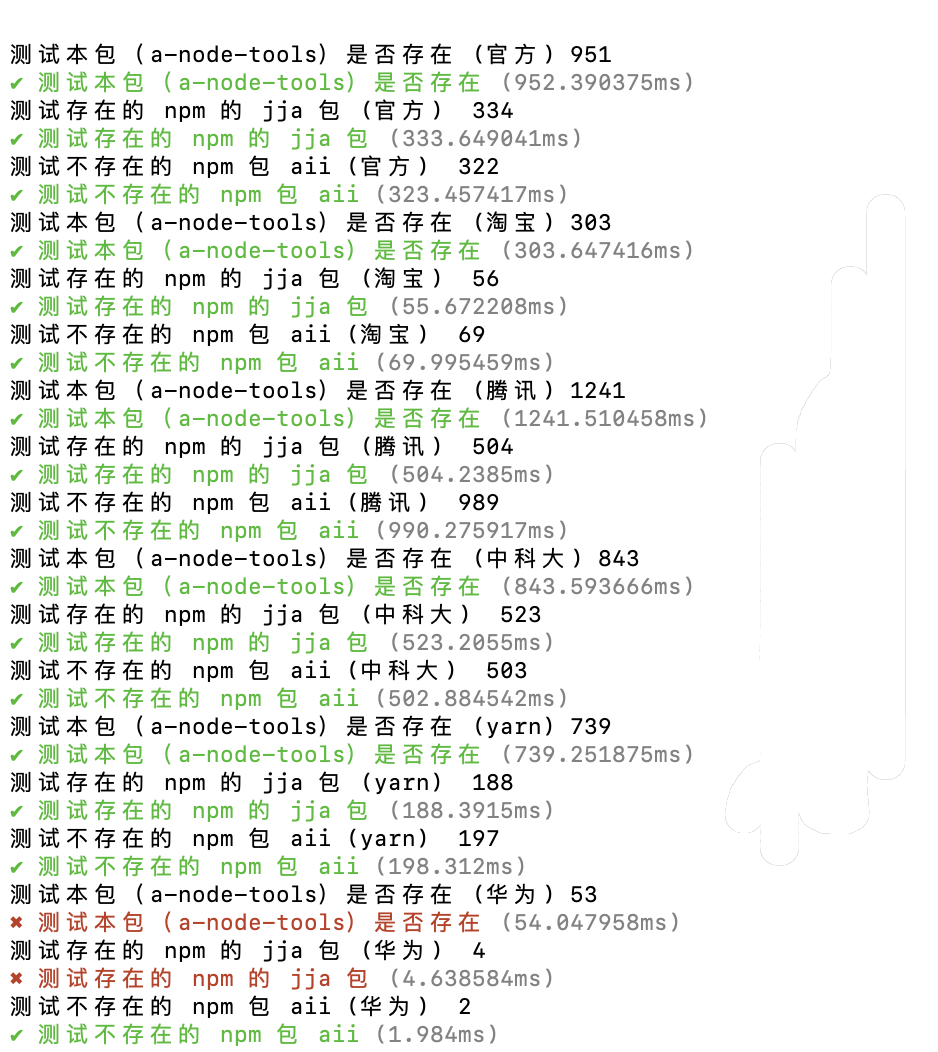 测试本包 (a-node-tools) 是否存在 (官方) 951
✔ 测试本包 (a-node-tools) 是否存在 (952.390375ms)
测试存在的 npm 的 jja 包 (官方) 334
✔ 测试存在的 npm 的 jja 包 (333.649041ms)
测试不存在的 npm 包 aii (官方) 322
✔ 测试不存在的 npm 包 aii (323.457417ms)
测试本包 (a-node-tools) 是否存在 (淘宝) 303
✔ 测试本包 (a-node-tools) 是否存在 (303.647416ms)
测试存在的 npm 的 jja 包 (淘宝) 56
✔ 测试存在的 npm 的 jja 包 (55.672208ms)
测试不存在的 npm 包 aii (淘宝) 69
✔ 测试不存在的 npm 包 aii (69.995459ms)
测试本包 (a-node-tools) 是否存在 (腾讯) 1241
✔ 测试本包 (a-node-tools) 是否存在 (1241.510458ms)
测试存在的 npm 的 jja 包 (腾讯) 504
✔ 测试存在的 npm 的 jja 包 (504.2385ms)
测试不存在的 npm 包 aii (腾讯) 989
✔ 测试不存在的 npm 包 aii (990.275917ms)
测试本包 (a-node-tools) 是否存在 (中科大) 843
✔ 测试本包 (a-node-tools) 是否存在 (843.593666ms)
测试存在的 npm 的 jja 包 (中科大) 523
✔ 测试存在的 npm 的 jja 包 (523.2055ms)
测试不存在的 npm 包 aii (中科大) 503
✔ 测试不存在的 npm 包 aii (502.884542ms)
测试本包 (a-node-tools) 是否存在 (yarn) 739
✔ 测试本包 (a-node-tools) 是否存在 (739.251875ms)
测试存在的 npm 的 jja 包 (yarn) 188
✔ 测试存在的 npm 的 jja 包 (188.3915ms)
测试不存在的 npm 包 aii (yarn) 197
✔ 测试不存在的 npm 包 aii (198.312ms)
测试本包 (a-node-tools) 是否存在 (华为) 53
✖ 测试本包 (a-node-tools) 是否存在 (54.047958ms)
测试存在的 npm 的 jja 包 (华为) 4
✖ 测试存在的 npm 的 jja 包 (4.638584ms)
测试不存在的 npm 包 aii (华为) 2
✔ 测试不存在的 npm 包 aii (1.984ms)